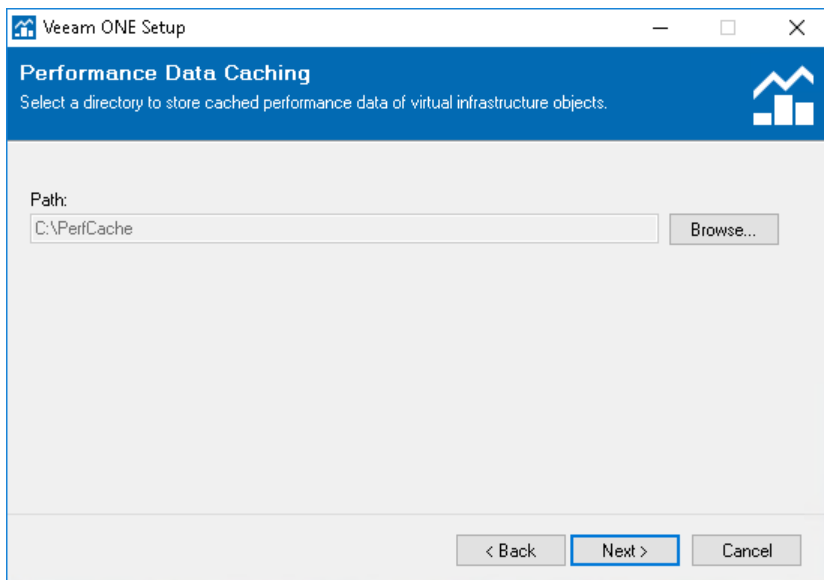 Veeam ONE Setup
Performance Data Caching
Select a directory to store cached performance data of virtual infrastructure objects.
Path:
C:\PerfCache
Browse...
< Back
Next >
Cancel